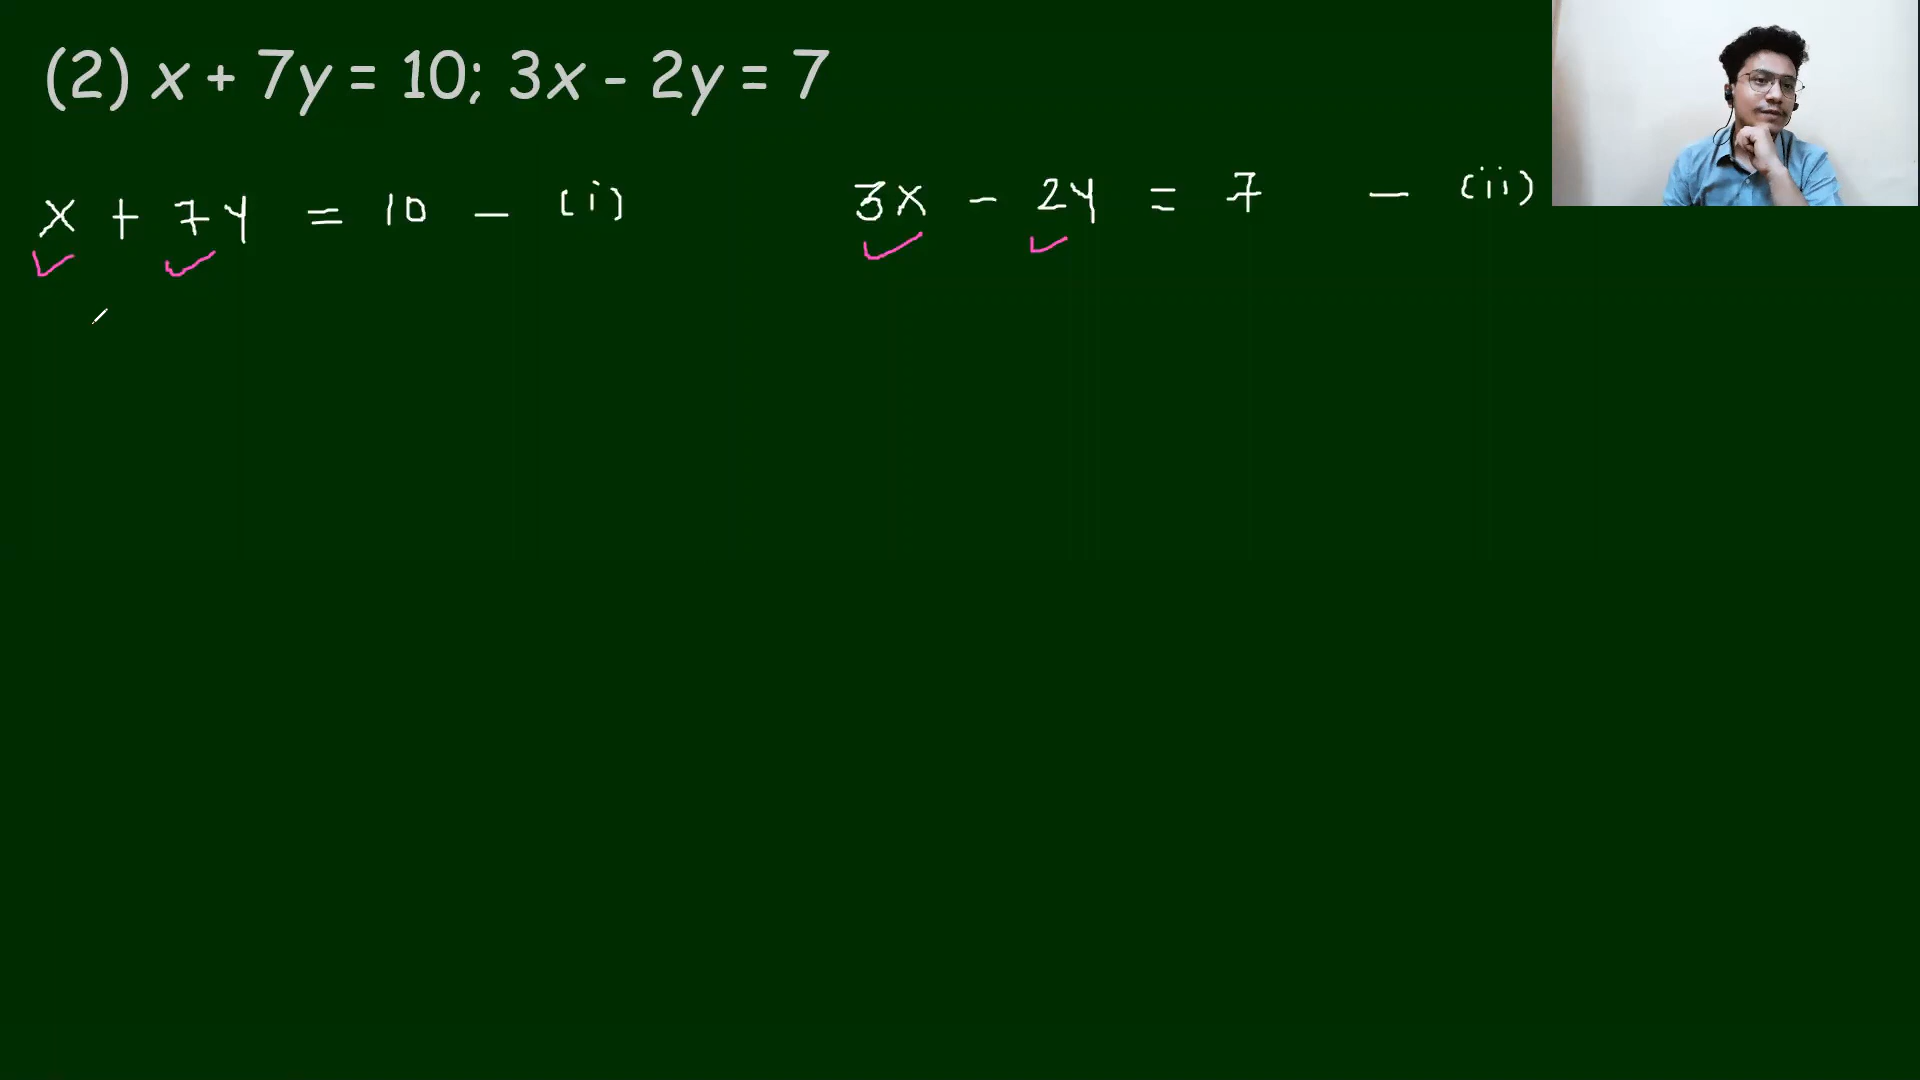 (2) x + 7y = 10; 3x - 2y = 7
x + 7y = 10 — (i)
3x - 2y = 7 — (ii)